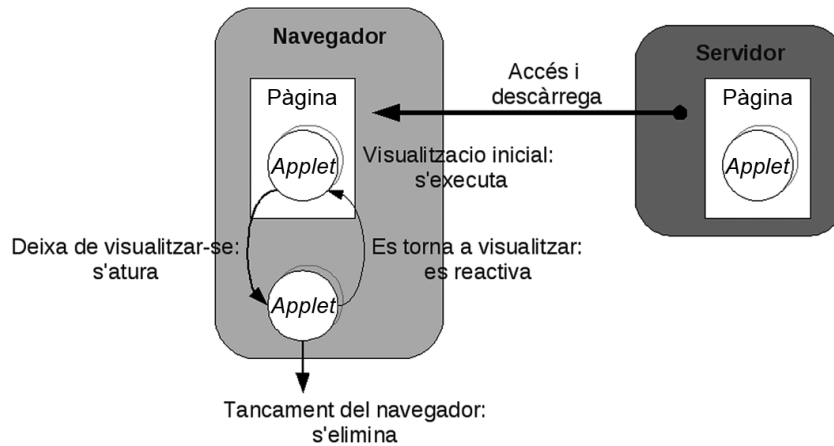 Navegador
Servidor
Accés i
descàrrega
Pàgina
Pàgina
Applet
Applet
Visualitzacio inicial:
s'executa
Deixa de visualitzar-se:
s'atura
Es torna a visualitzar:
es reactiva
Applet
Tancament del navegador:
s'elimina